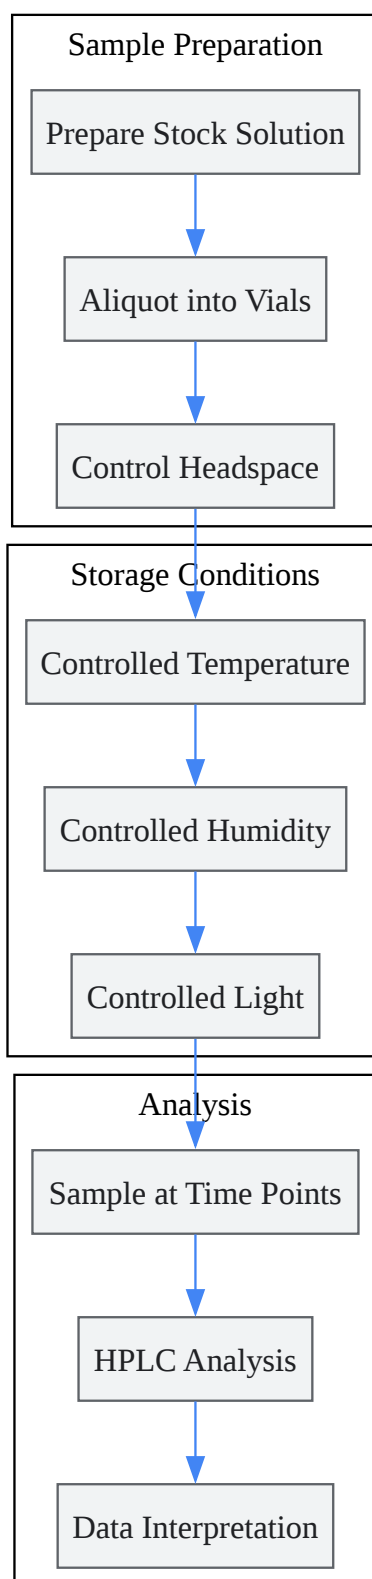 Sample Preparation
Prepare Stock Solution
Aliquot into Vials
Control Headspace
Storage Conditions
Controlled Temperature
Controlled Humidity
Controlled Light
Analysis
Sample at Time Points
HPLC Analysis
Data Interpretation